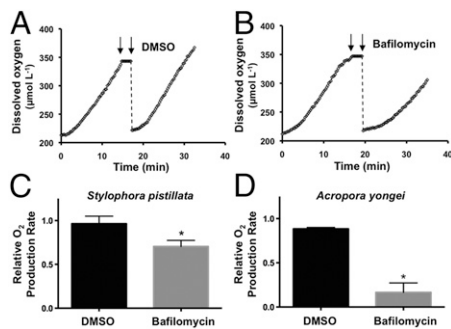 A
DMSO
Dissolved oxygen
(µmol L⁻¹)
400
350
300
250
200
0
10
20
30
40
Time (min)
B
Bafilomycin
Dissolved oxygen
(µmol L⁻¹)
400
350
300
250
200
0
10
20
30
40
Time (min)
C
Stylophora pistillata
Relative O₂
Production Rate
1.0
0.5
0.0
*
DMSO
Bafilomycin
D
Acropora yongei
Relative O₂
Production Rate
1.0
0.5
0.0
*
DMSO
Bafilomycin